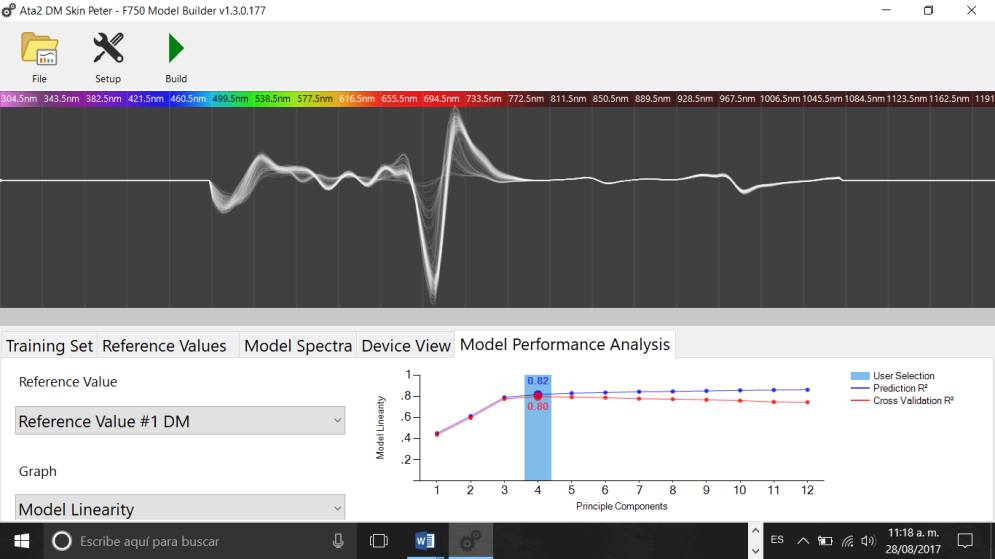 Ata2 DM Skin Peter - F750 Model Builder v1.3.0.177
File Setup Build
304.5nm 343.5nm 382.5nm 421.5nm 460.5nm 499.5nm 538.5nm 577.5nm 616.5nm 655.5nm 694.5nm 733.5nm 772.5nm 811.5nm 850.5nm 889.5nm 928.5nm 967.5nm 1006.5nm 1045.5nm 1084.5nm 1123.5nm 1162.5nm 1191
Training Set Reference Values Model Spectra Device View Model Performance Analysis
Reference Value
Reference Value #1 DM
Graph
Model Linearity
Model Linearity
1
.8
.6
.4
.2
0.82
0.80
1 2 3 4 5 6 7 8 9 10 11 12
Principle Components
User Selection
Prediction R²
Cross Validation R²
Escribe aquí para buscar
W
ES
11:18 a. m.
28/08/2017